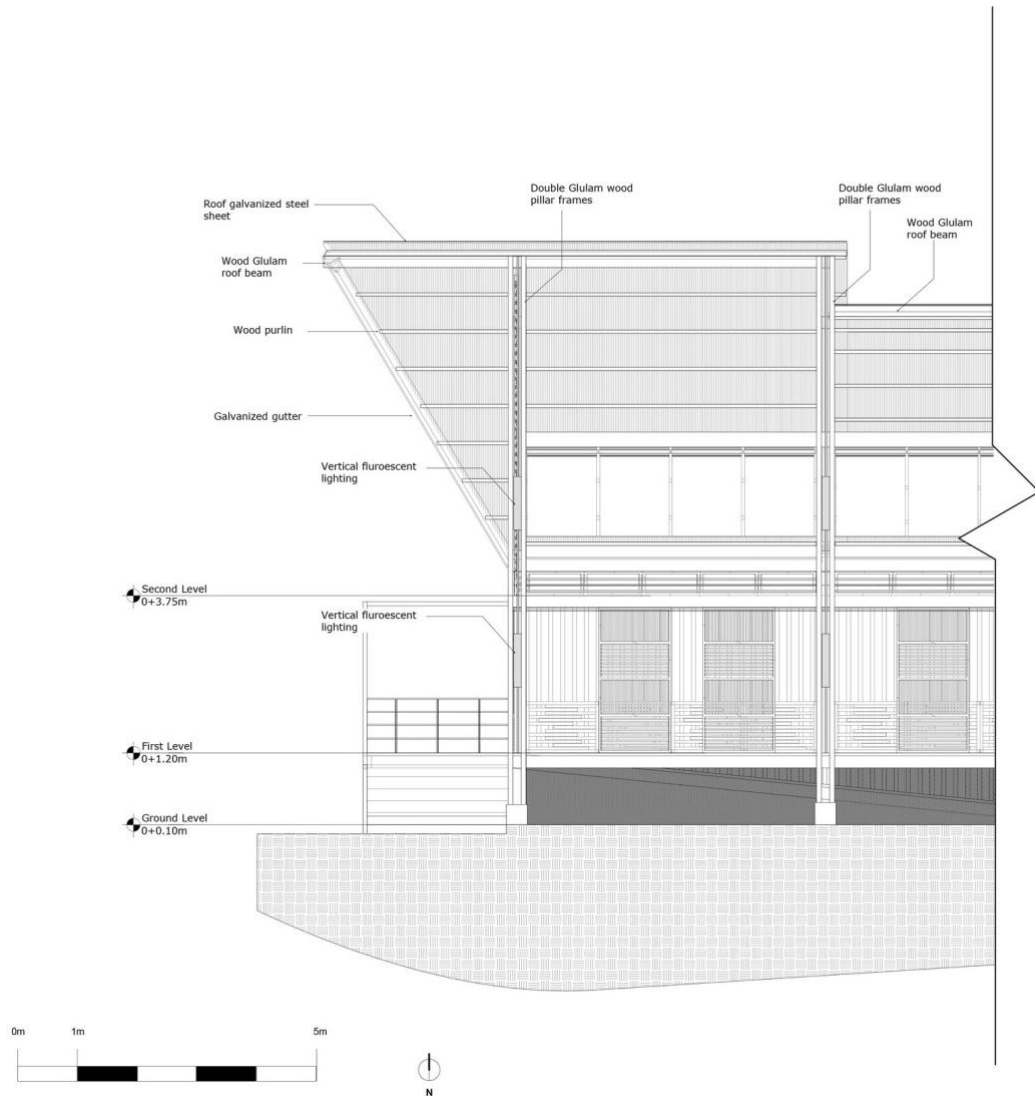 Double Glulam wood
pillar frames
Double Glulam wood
pillar frames
Roof galvanized steel
sheet
Wood Glulam
roof beam
Wood Glulam
roof beam
Wood purlin
Galvanized gutter
Vertical fluroescent
lighting
Second Level
0+3.75m
Vertical fluroescent
lighting
First Level
0+1.20m
Ground Level
0+0.10m
0m 1m 5m
N